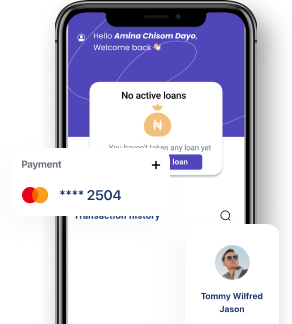 Hello Amina Chisom Dayo,
Welcome back 👋
No active loans
₦
You haven't taken any loan yet
loan
Payment
+
**** 2504
Transaction history
Tommy Wilfred
Jason